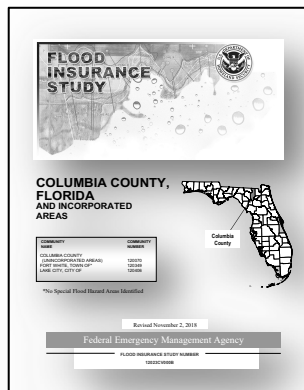 FLOOD
INSURANCE
STUDY
COLUMBIA COUNTY,
FLORIDA
AND INCORPORATED
AREAS
Columbia
County
COMMUNITY NAME COMMUNITY NUMBER
COLUMBIA COUNTY
(UNINCORPORATED AREAS) 120070
FORT WHITE, TOWN OF* 120349
LAKE CITY, CITY OF 120406
*No Special Flood Hazard Areas Identified
Revised November 2, 2018
Federal Emergency Management Agency
FLOOD INSURANCE STUDY NUMBER
12023CV000B